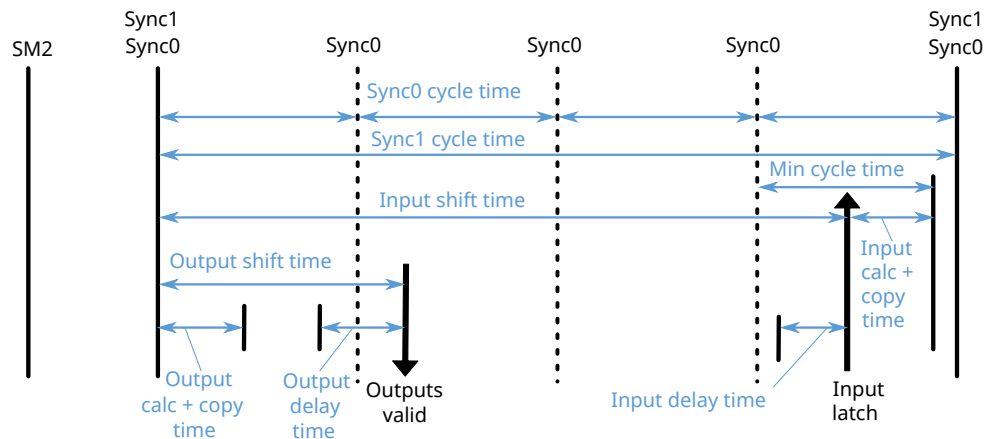 Sync1
Sync1
SM2
Sync0
Sync0
Sync0
Sync0
Sync0
Sync0 cycle time
Sync1 cycle time
Min cycle time
Input shift time
Input
calc +
copy
time
Output shift time
Output
calc + copy
time
Output
delay
time
Outputs
valid
Input delay time
Input
latch